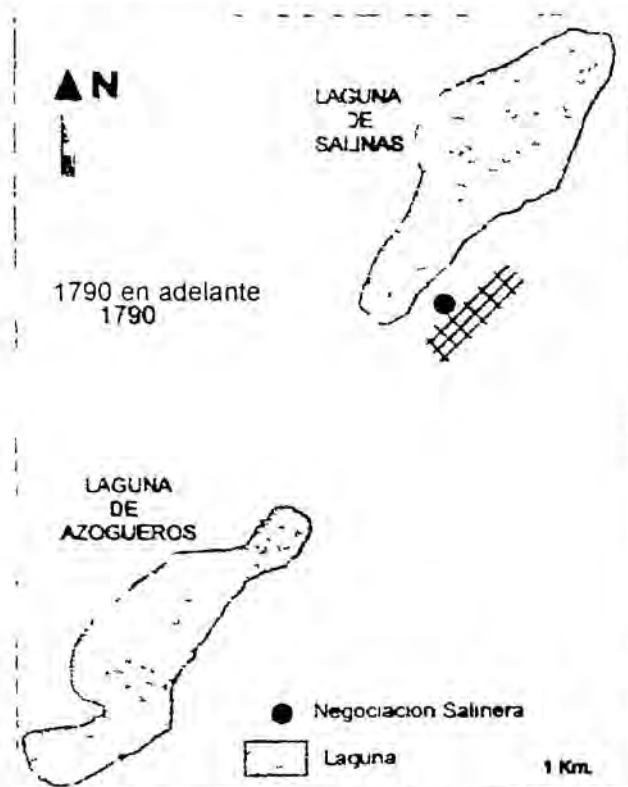 N
LAGUNA
DE
SALINAS
1790 en adelante
1790
LAGUNA
DE
AZOGUEROS
Negociacion Salinera
Laguna
1 Km.